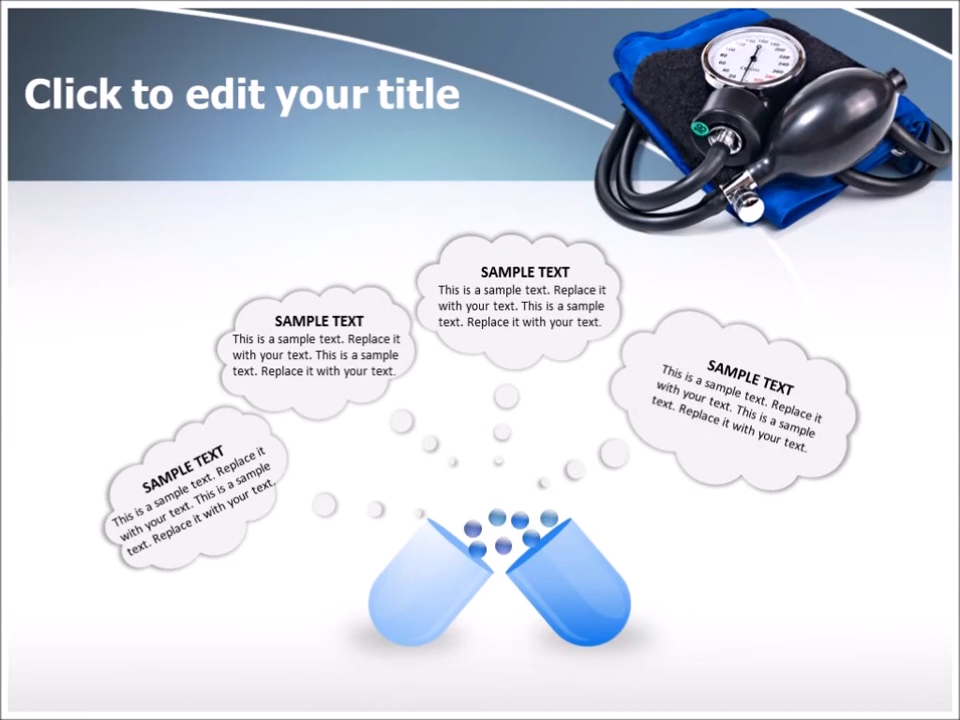 Click to edit your title
SAMPLE TEXT
This is a sample text. Replace it
with your text. This is a sample
text. Replace it with your text.
SAMPLE TEXT
This is a sample text. Replace it
with your text. This is a sample
text. Replace it with your text.
SAMPLE TEXT
This is a sample text. Replace it
with your text. This is a sample
text. Replace it with your text.
SAMPLE TEXT
This is a sample text. Replace it
with your text. This is a sample
text. Replace it with your text.